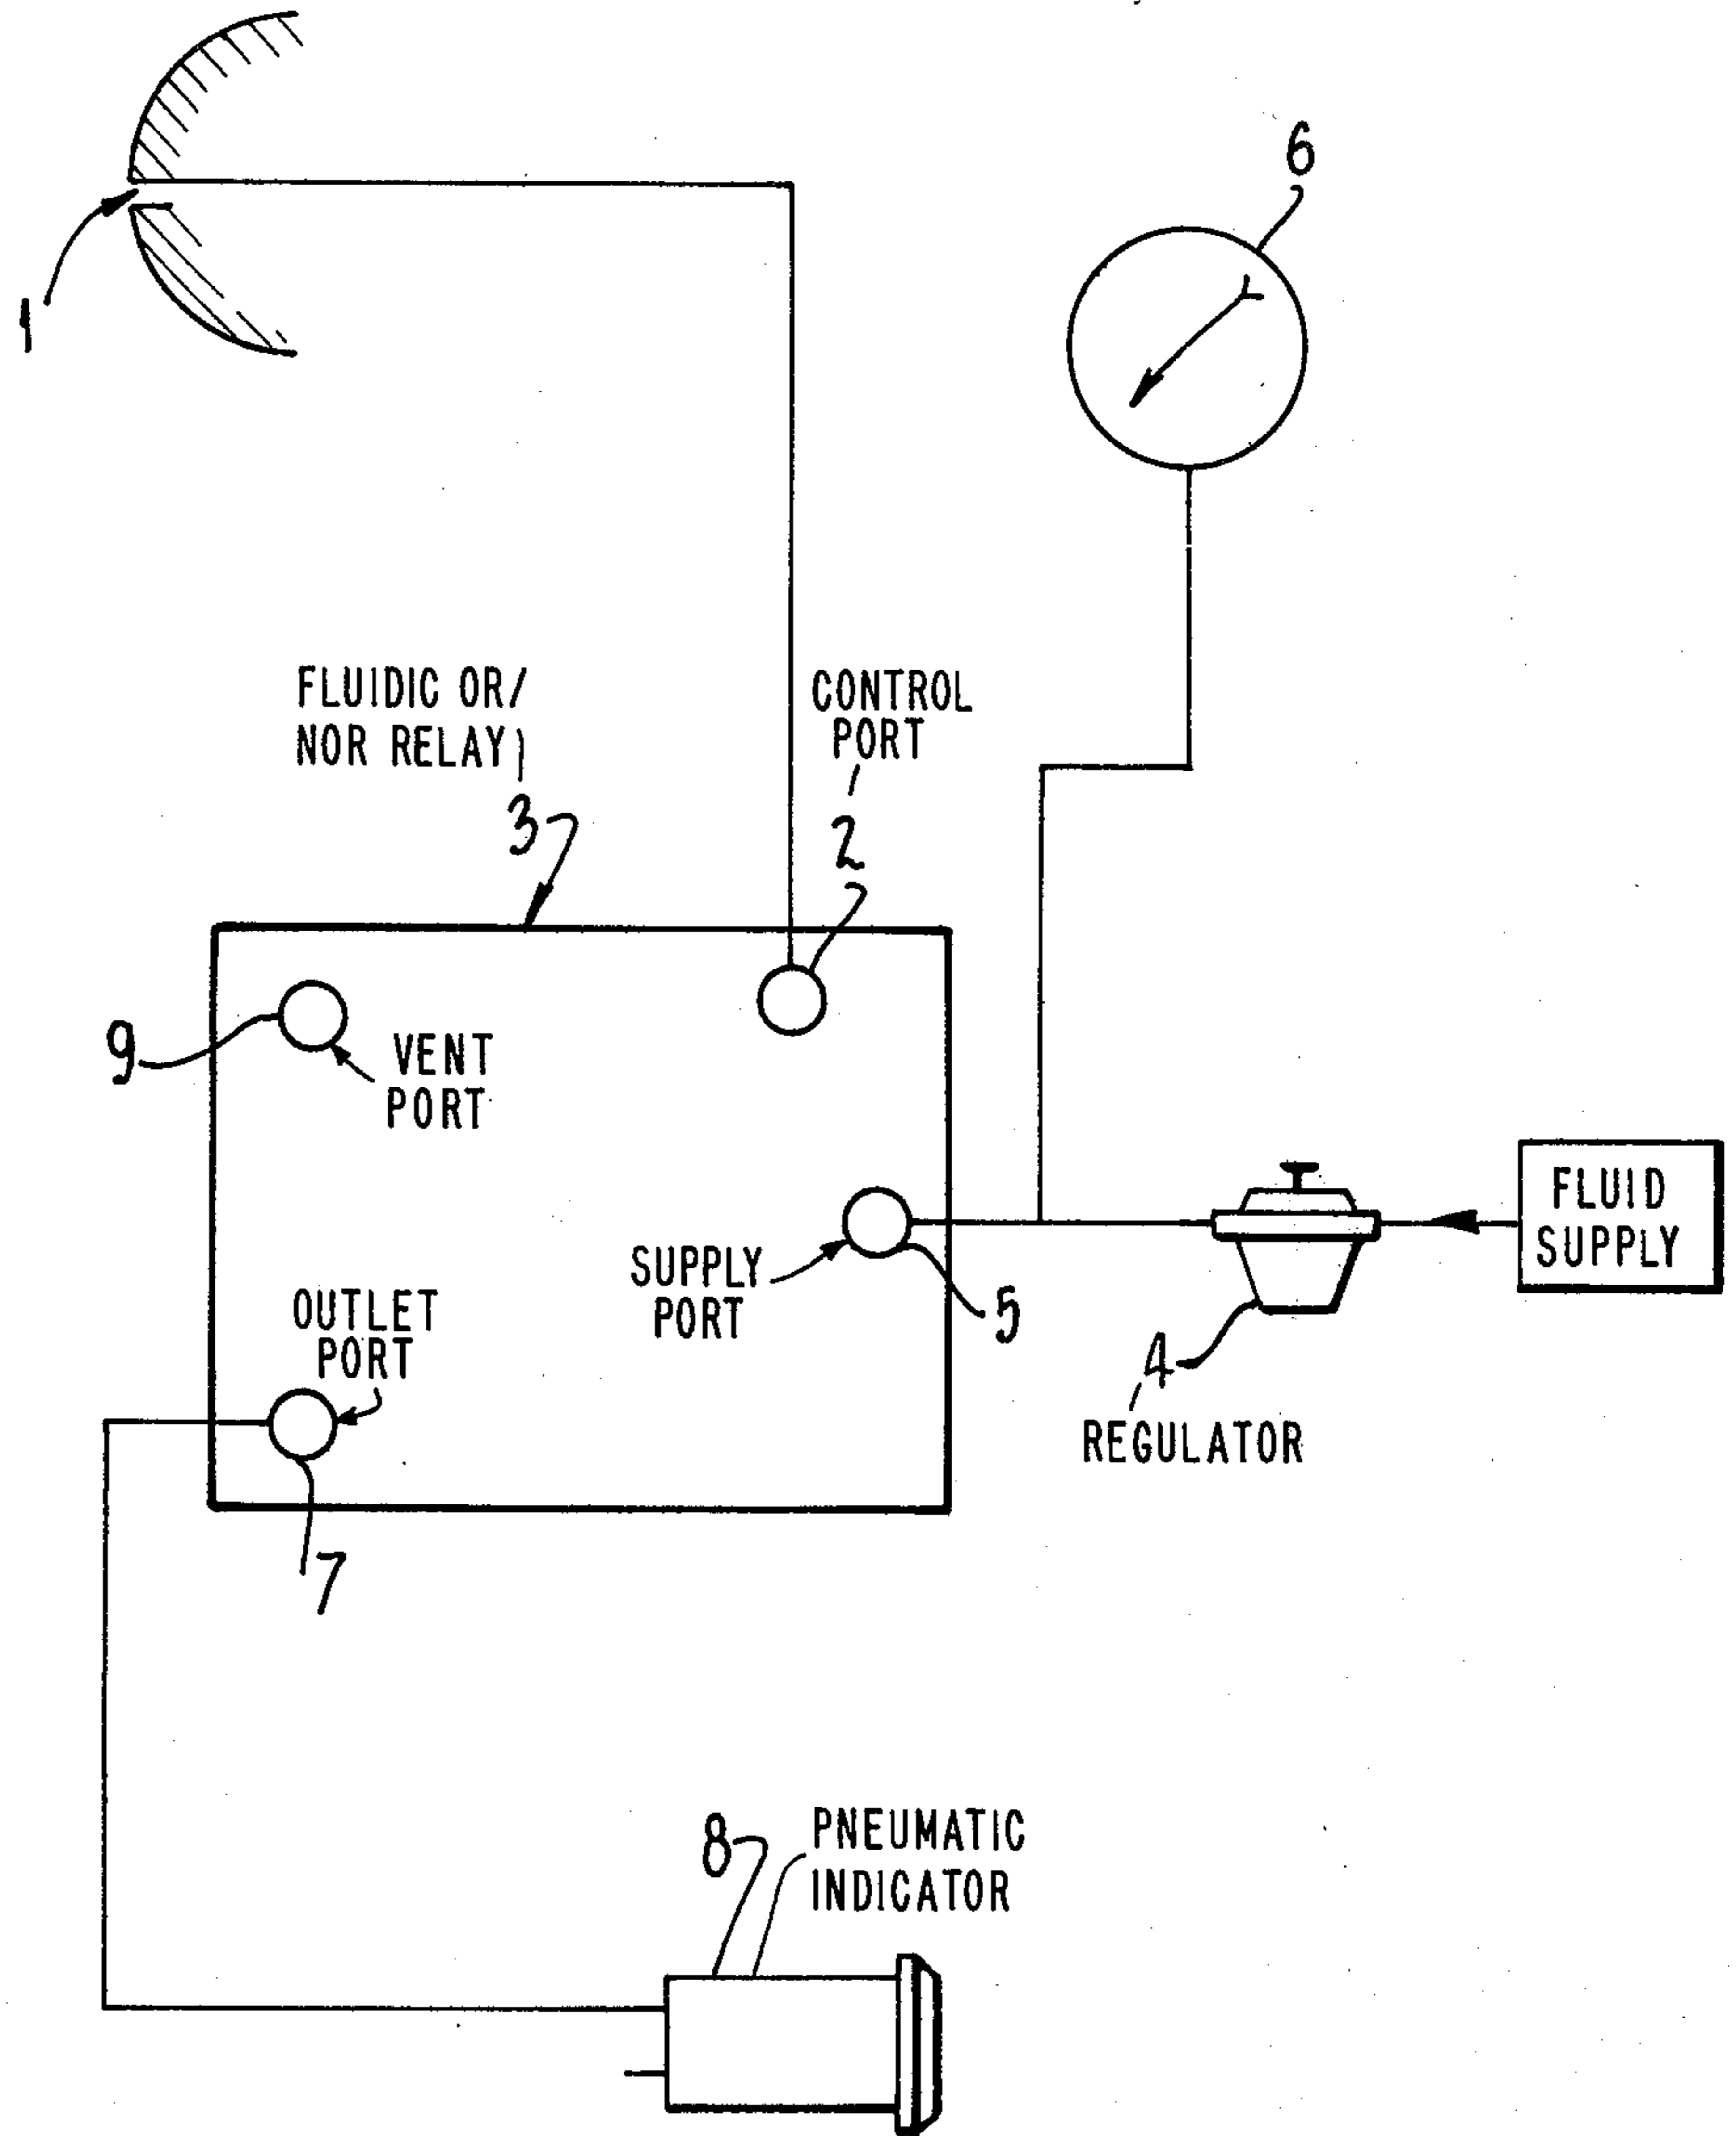 1
6
FLUIDIC OR/
NOR RELAY
3
CONTROL
PORT
2
9
VENT
PORT
SUPPLY
PORT
5
FLUID
SUPPLY
4
REGULATOR
OUTLET
PORT
7
8
PNEUMATIC
INDICATOR